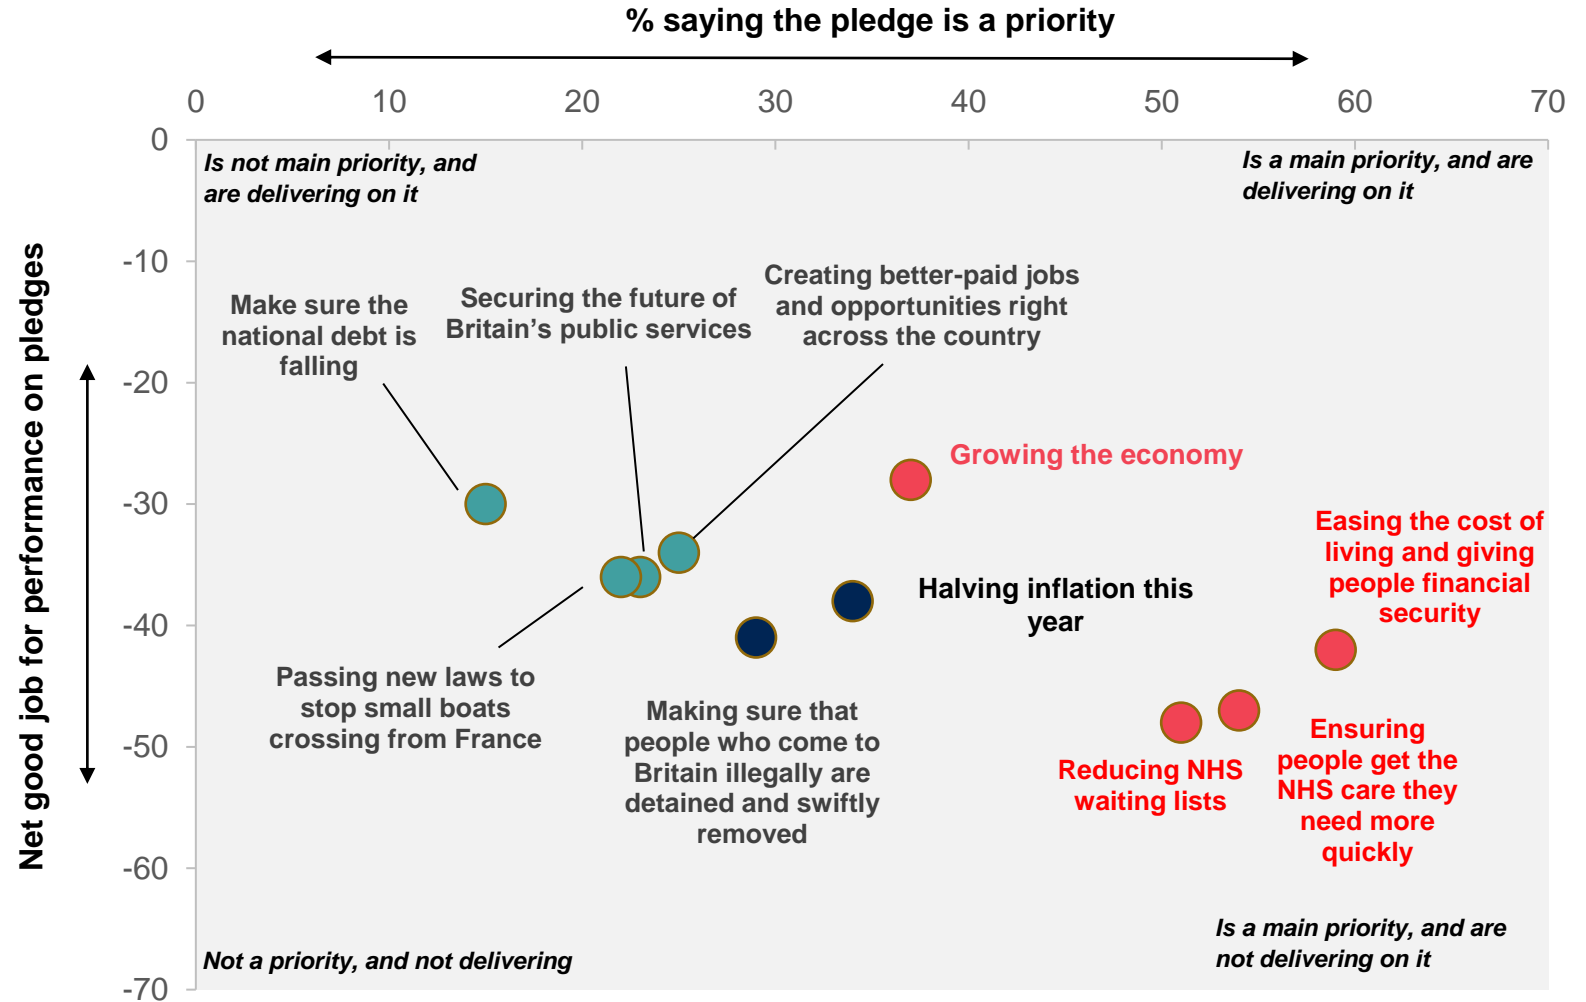 % saying the pledge is a priority
0 10 20 30 40 50 60 70
0
-10
-20
-30
-40
-50
-60
-70
Net good job for performance on pledges
Is not main priority, and
are delivering on it
Is a main priority, and are
delivering on it
Make sure the
national debt is
falling
Securing the future of
Britain’s public services
Creating better-paid jobs
and opportunities right
across the country
Growing the economy
Easing the cost of
living and giving
people financial
security
Halving inflation this
year
Passing new laws to
stop small boats
crossing from France
Making sure that
people who come to
Britain illegally are
detained and swiftly
removed
Reducing NHS
waiting lists
Ensuring
people get the
NHS care they
need more
quickly
Not a priority, and not delivering
Is a main priority, and are
not delivering on it